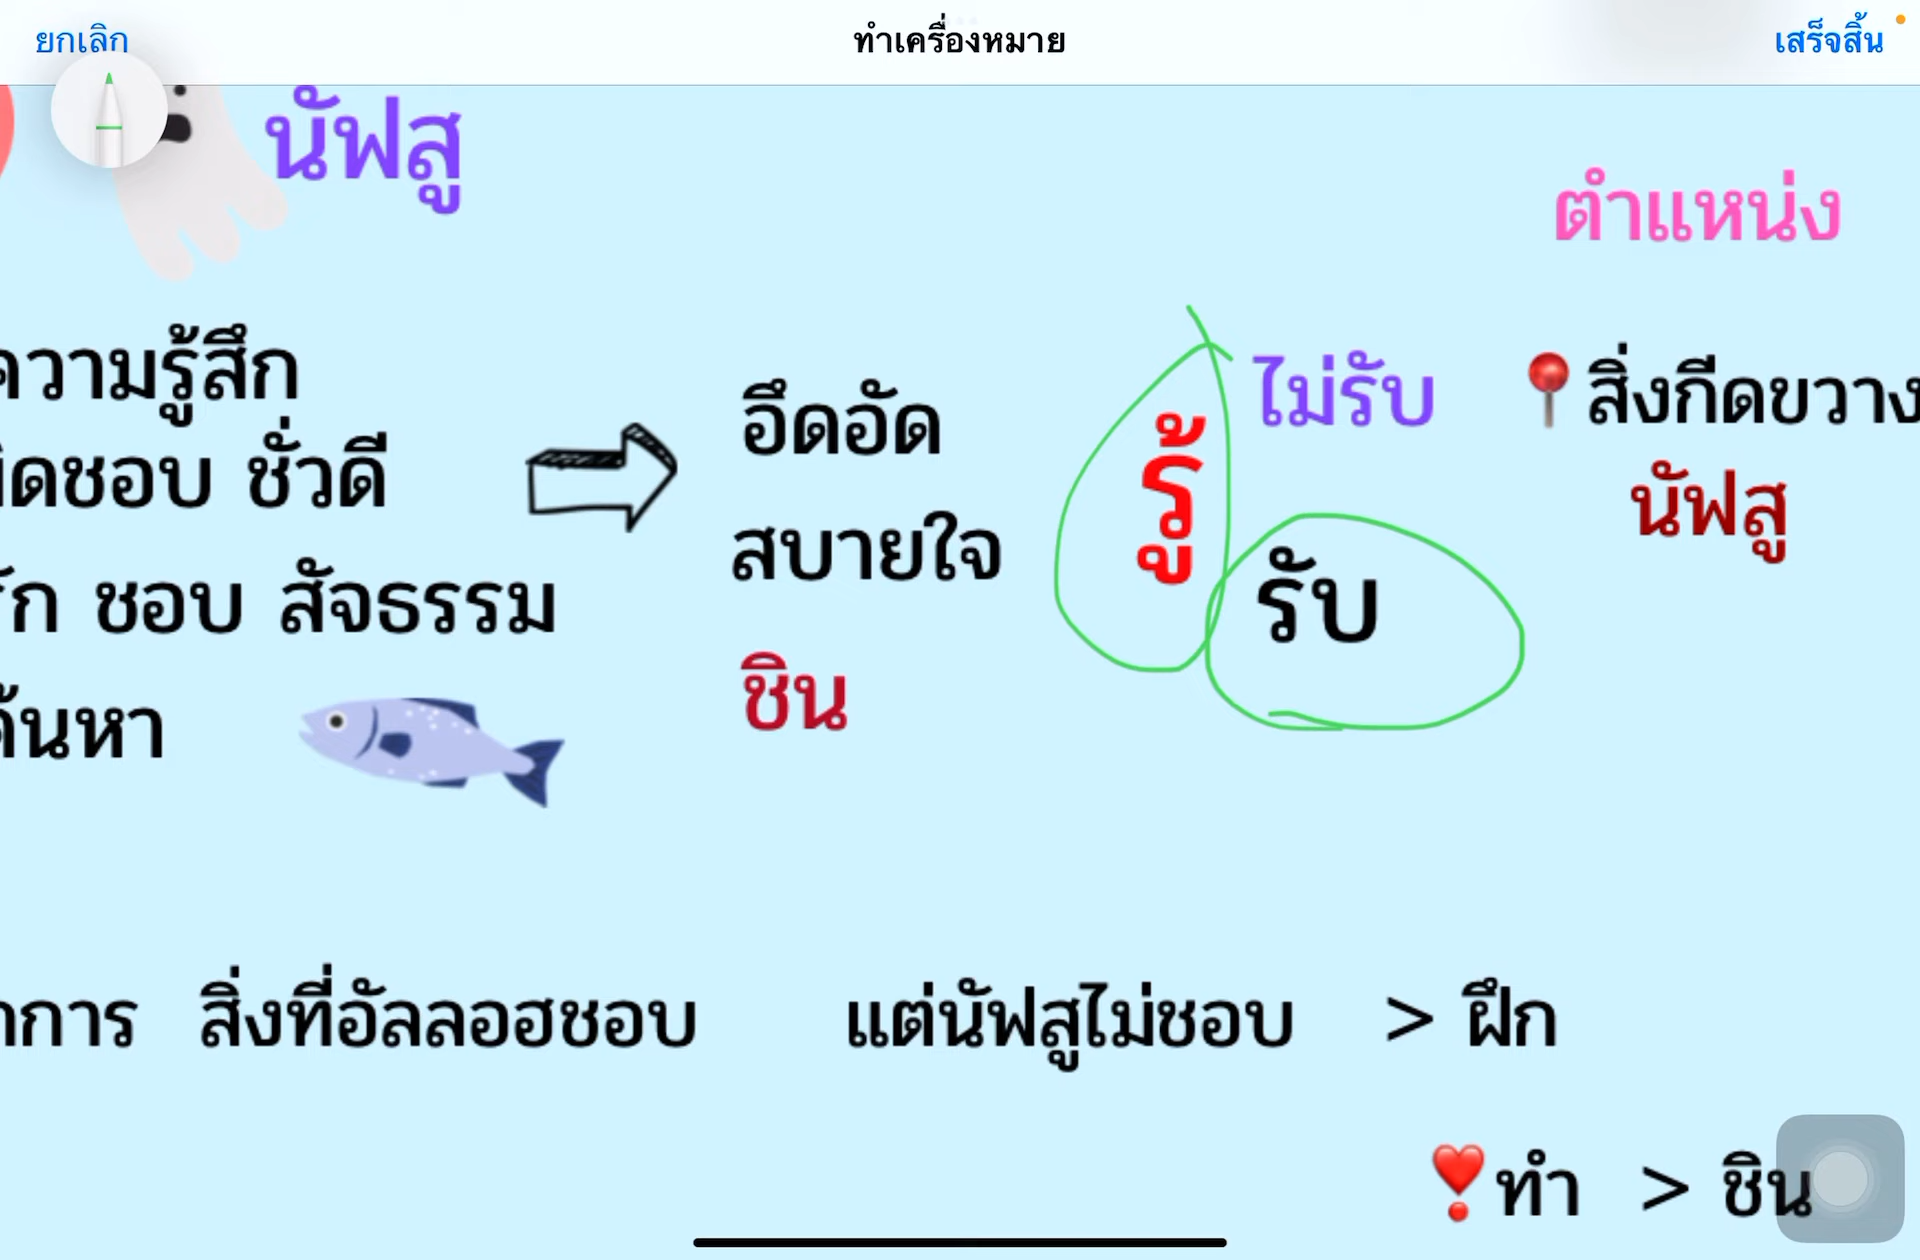 ยกเลิก ทำเครื่องหมาย เสร็จสิ้น
นัฟสู
ตำแหน่ง
ความรู้สึก
ผิดชอบ ชั่วดี
รัก ชอบ สัจธรรม
ค้นหา
อึดอัด
สบายใจ
ชิน
รู้
ไม่รับ
รับ
สิ่งกีดขวาง
นัฟสู
การ สิ่งที่อัลลอฮชอบ แต่นัฟสูไม่ชอบ > ฝึก
ทำ > ชิน